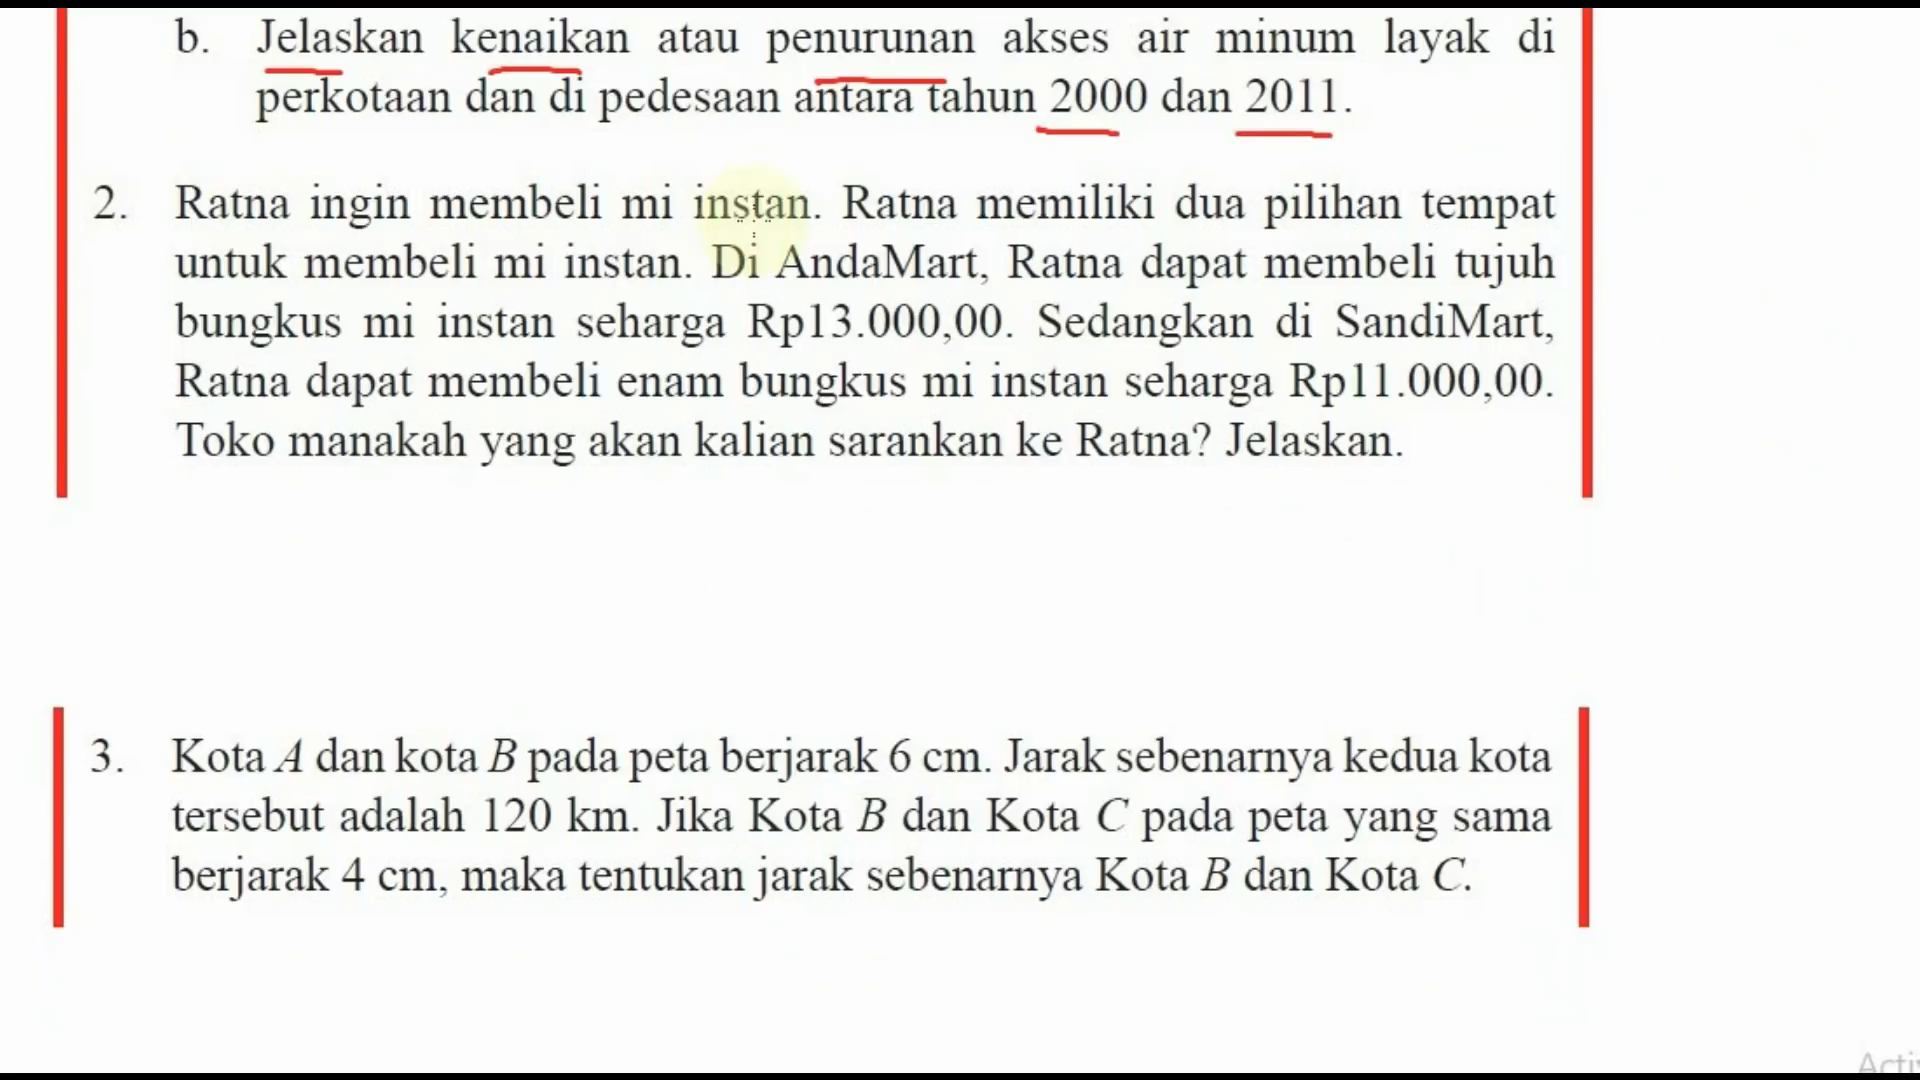 b. Jelaskan kenaikan atau penurunan akses air minum layak di
perkotaan dan di pedesaan antara tahun 2000 dan 2011.
2. Ratna ingin membeli mi instan. Ratna memiliki dua pilihan tempat
untuk membeli mi instan. Di AndaMart, Ratna dapat membeli tujuh
bungkus mi instan seharga Rp13.000,00. Sedangkan di SandiMart,
Ratna dapat membeli enam bungkus mi instan seharga Rp11.000,00.
Toko manakah yang akan kalian sarankan ke Ratna? Jelaskan.
3. Kota A dan kota B pada peta berjarak 6 cm. Jarak sebenarnya kedua kota
tersebut adalah 120 km. Jika Kota B dan Kota C pada peta yang sama
berjarak 4 cm, maka tentukan jarak sebenarnya Kota B dan Kota C.